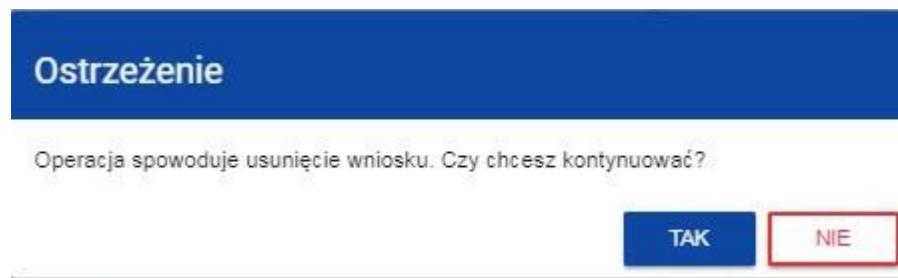 Ostrzeżenie
Operacja spowoduje usunięcie wniosku. Czy chcesz kontynuować?
TAK NIE